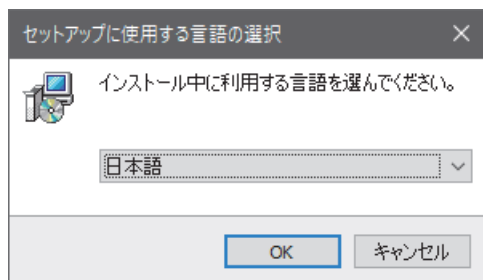 セットアップに使用する言語の選択
インストール中に利用する言語を選んでください。
日本語
OK
キャンセル